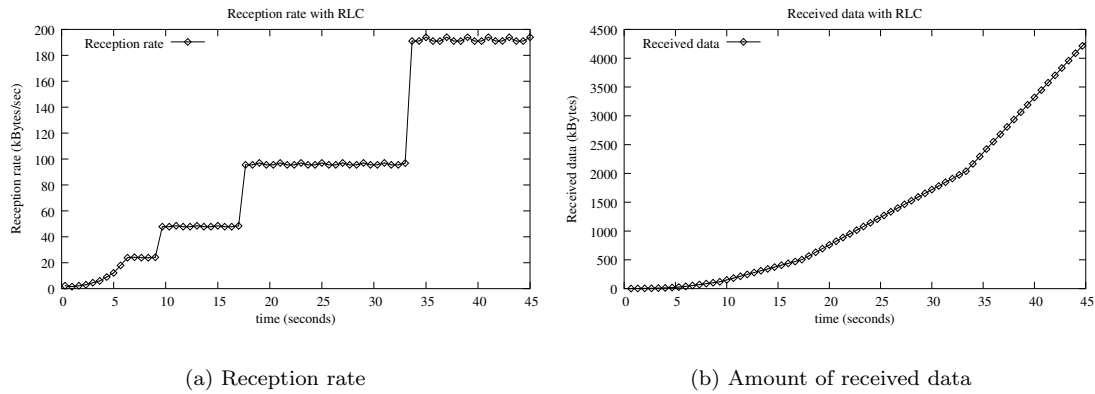 Reception rate with RLC
Reception rate
Reception rate (kBytes/sec)
200
180
160
140
120
100
80
60
40
20
0
0 5 10 15 20 25 30 35 40 45
time (seconds)
(a) Reception rate
Received data with RLC
Received data
Received data (kBytes)
4500
4000
3500
3000
2500
2000
1500
1000
500
0
0 5 10 15 20 25 30 35 40 45
time (seconds)
(b) Amount of received data